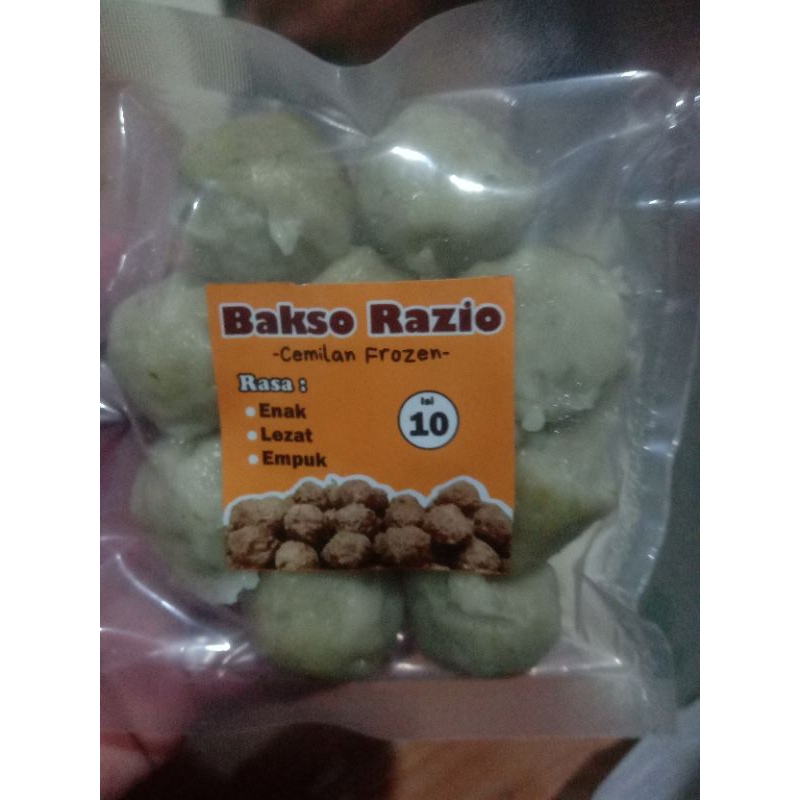 Bakso Razio
-Cemilan Frozen-
Rasa :
• Enak
• Lezat
• Empuk
Isi
10